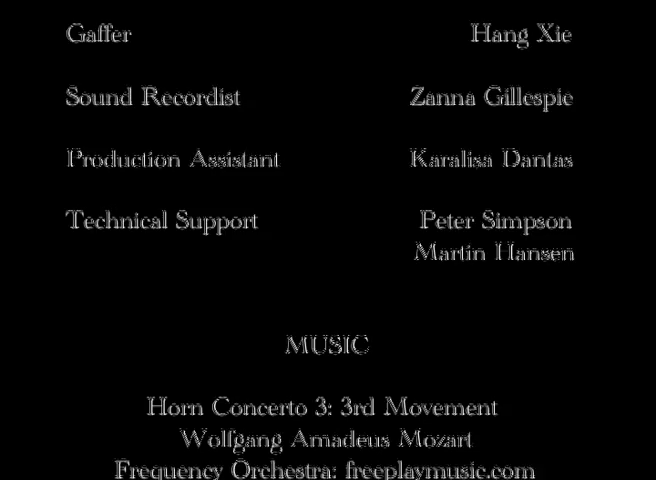 Gaffer Hang Xie
Sound Recordist Zanna Gillespie
Production Assistant Karalisa Dantas
Technical Support Peter Simpson
Martin Hansen
MUSIC
Horn Concerto 3: 3rd Movement
Wolfgang Amadeus Mozart
Frequency Orchestra: freeplaymusic.com